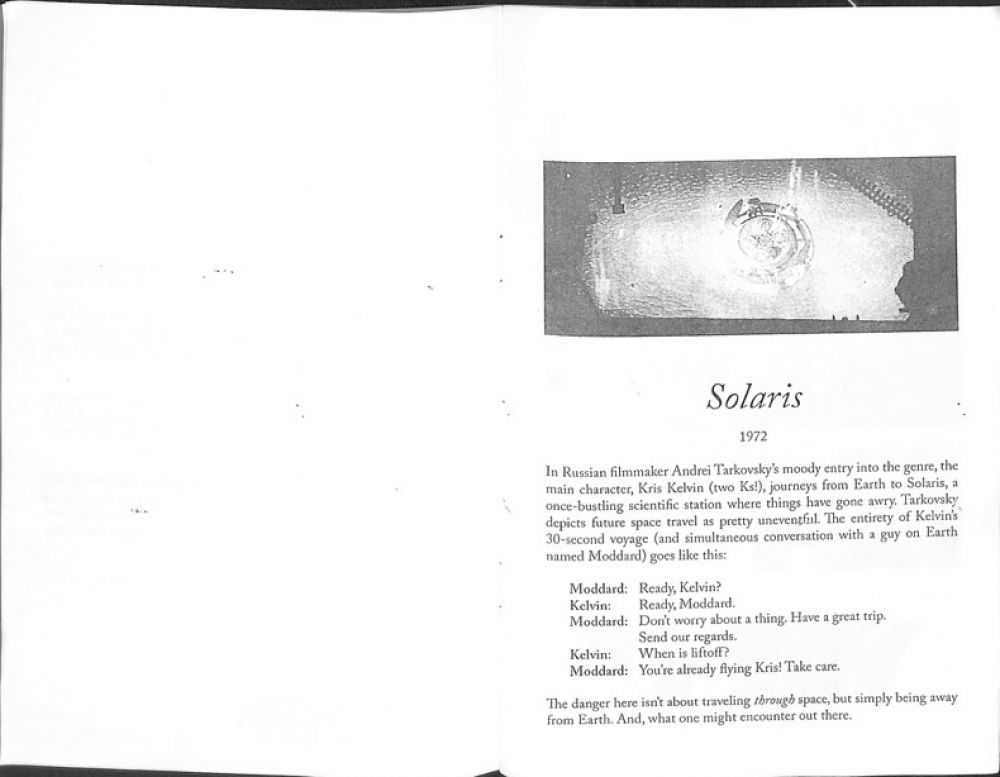 Solaris
1972
In Russian filmmaker Andrei Tarkovsky's moody entry into the genre, the
main character, Kris Kelvin (two Ks!), journeys from Earth to Solaris, a
once-bustling scientific station where things have gone awry. Tarkovsky
depicts future space travel as pretty uneventful. The entirety of Kelvin's
30-second voyage (and simultaneous conversation with a guy on Earth
named Moddard) goes like this:
Moddard: Ready, Kelvin?
Kelvin: Ready, Moddard.
Moddard: Don't worry about a thing. Have a great trip.
Send our regards.
Kelvin: When is liftoff?
Moddard: You're already flying Kris! Take care.
The danger here isn't about traveling through space, but simply being away
from Earth. And, what one might encounter out there.